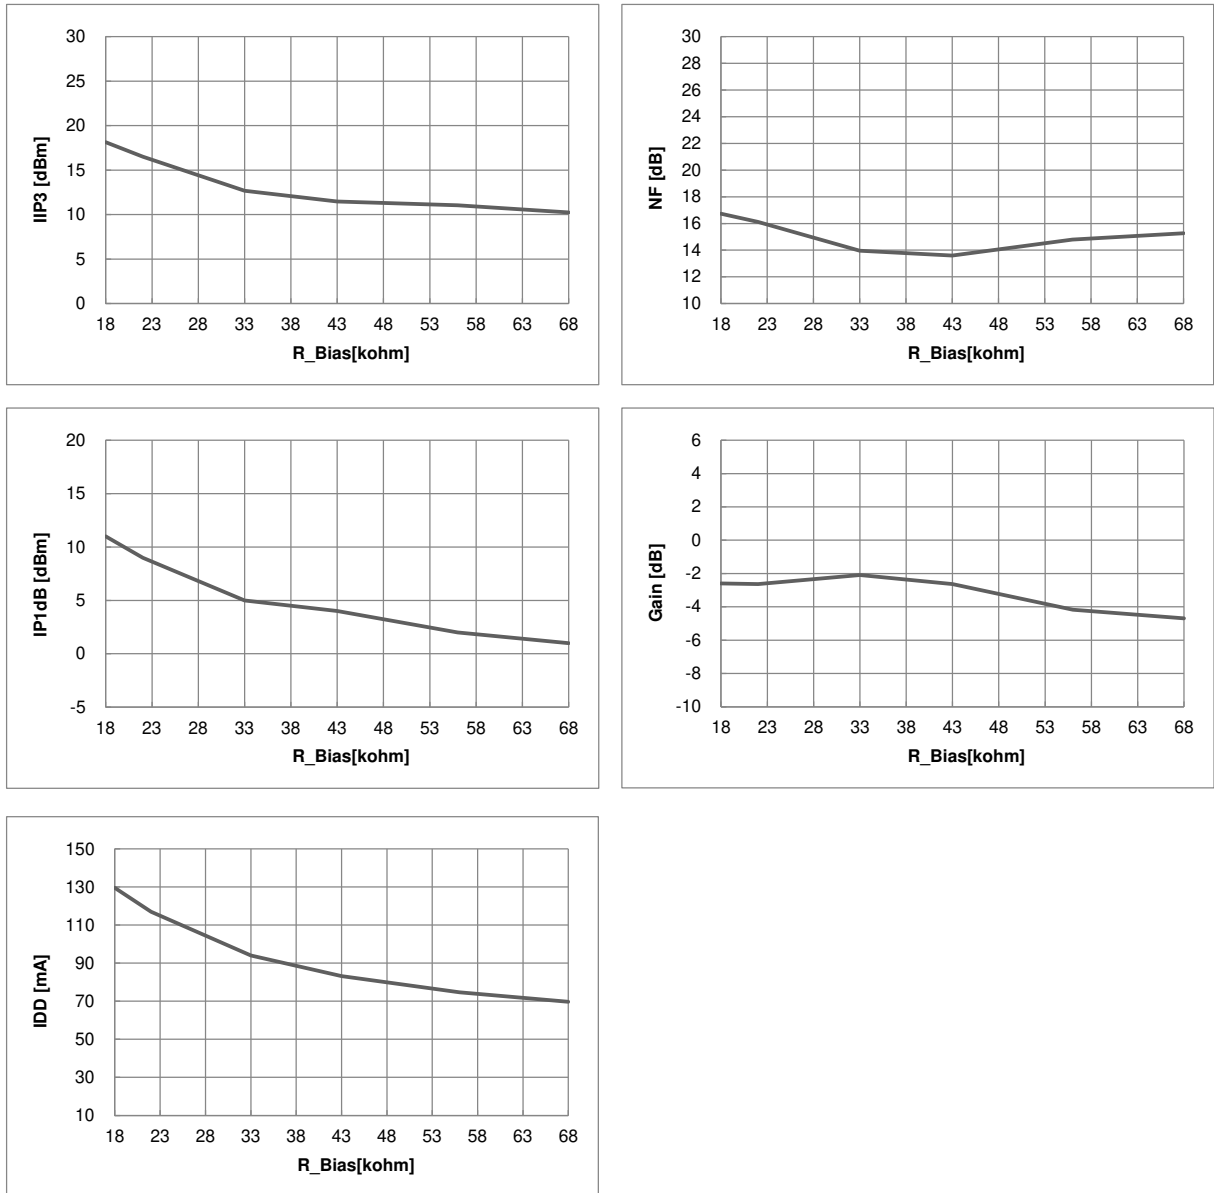 30
25
20
15
10
5
0
IIP3 [dBm]
18 23 28 33 38 43 48 53 58 63 68
R_Bias[kohm]
30
28
26
24
22
20
18
16
14
12
10
NF [dB]
18 23 28 33 38 43 48 53 58 63 68
R_Bias[kohm]
20
15
10
5
0
-5
IP1dB [dBm]
18 23 28 33 38 43 48 53 58 63 68
R_Bias[kohm]
6
4
2
0
-2
-4
-6
-8
-10
Gain [dB]
18 23 28 33 38 43 48 53 58 63 68
R_Bias[kohm]
150
130
110
90
70
50
30
10
IDD [mA]
18 23 28 33 38 43 48 53 58 63 68
R_Bias[kohm]